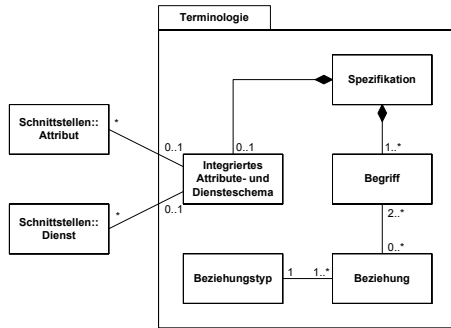 Terminologie
Spezifikation
Schnittstellen::
Attribut
*
0..1
0..1
1..*
Integriertes
Attribute- und
Diensteschema
Begriff
0..1
*
2..*
Schnittstellen::
Dienst
0..*
Beziehungstyp
1
1..*
Beziehung